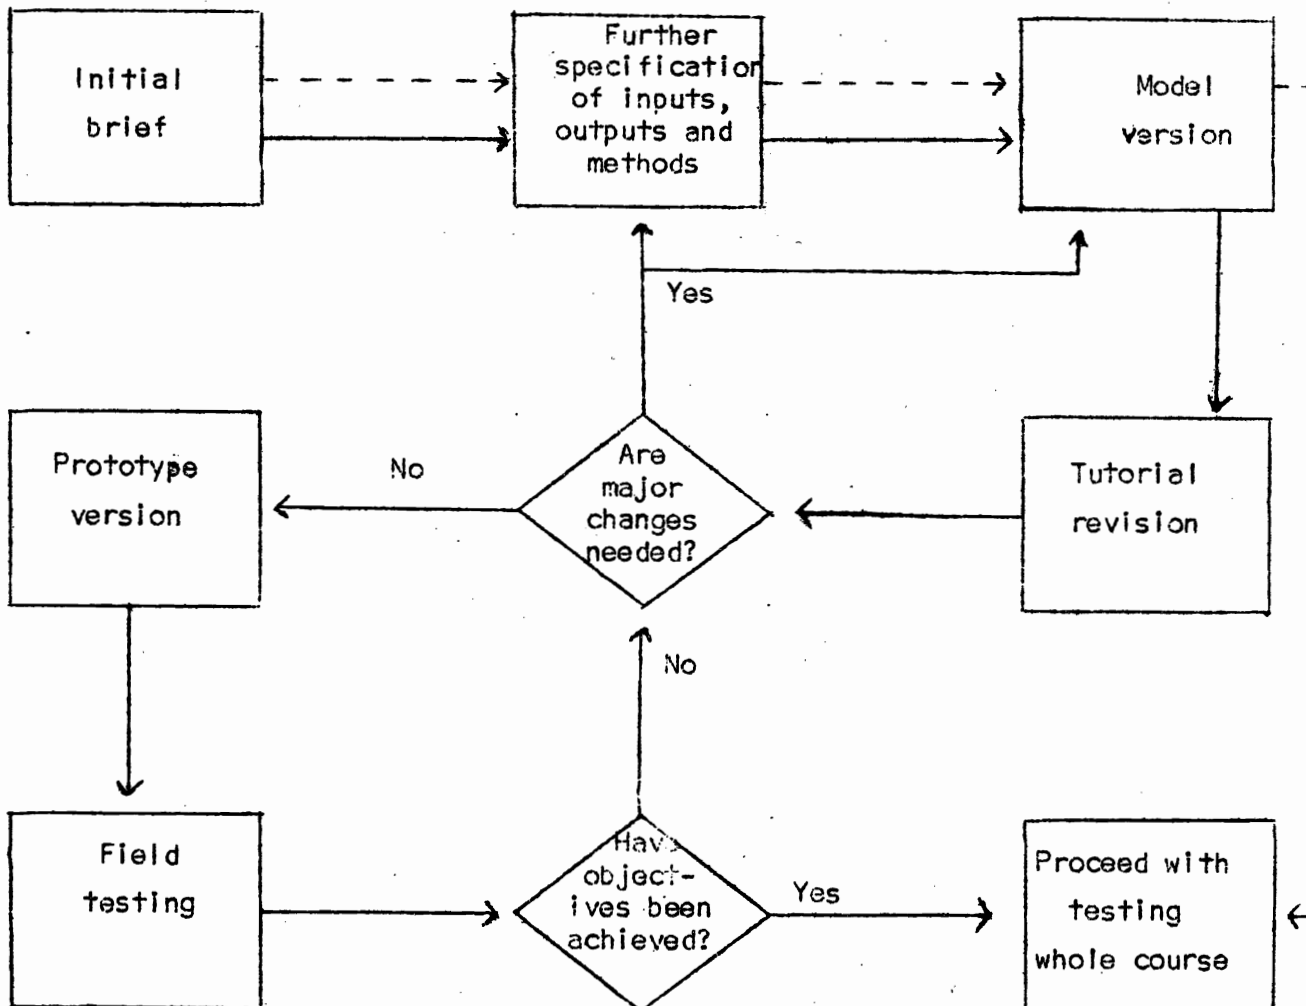 Initial
brief
Further
specification
of inputs,
outputs and
methods
Model
version
Yes
Prototype
version
No
Are
major
changes
needed?
Tutorial
revision
No
Field
testing
Have
object-
ives been
achieved?
Yes
Proceed with
testing
whole course